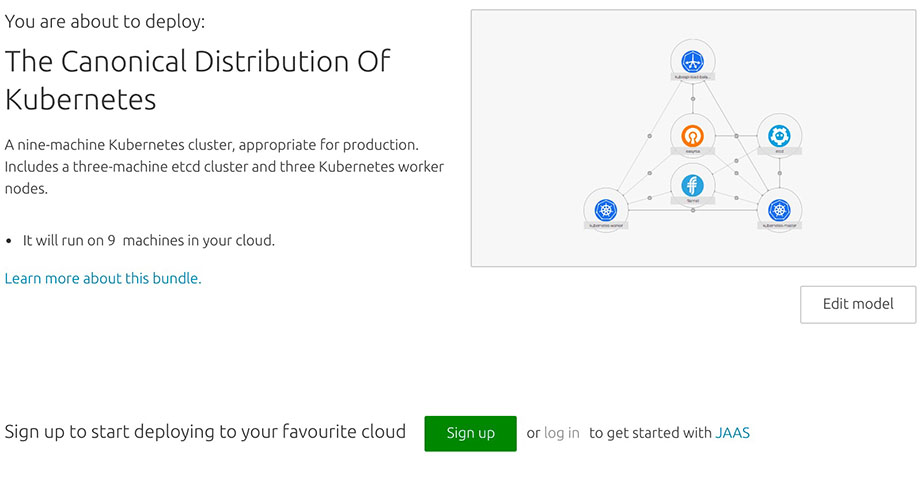 You are about to deploy:
The Canonical Distribution Of
Kubernetes
A nine-machine Kubernetes cluster, appropriate for production.
Includes a three-machine etcd cluster and three Kubernetes worker
nodes.
• It will run on 9 machines in your cloud.
Learn more about this bundle.
kubeapi-load-bala...
easyrsa
etcd
flannel
kubernetes-worker
kubernetes-master
Edit model
Sign up to start deploying to your favourite cloud Sign up or log in to get started with JAAS